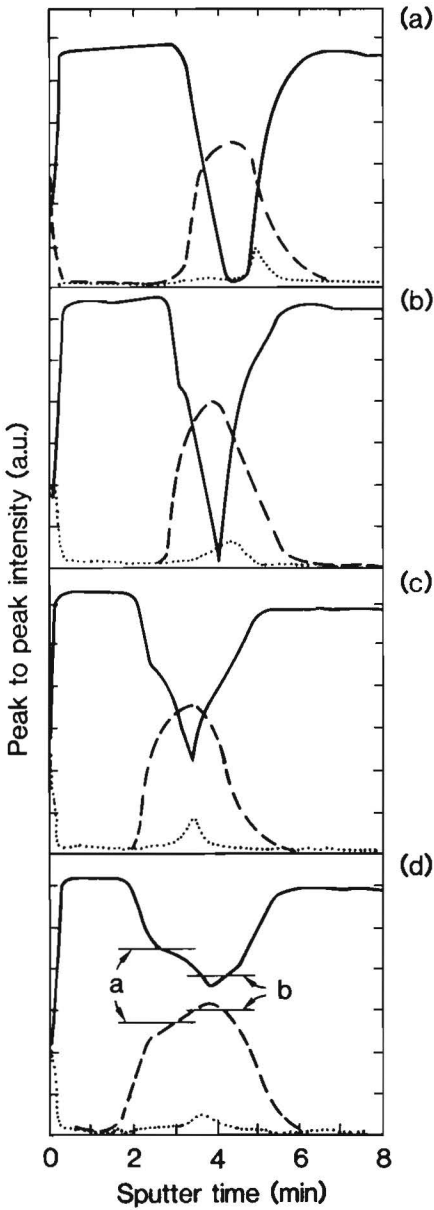 (a)
(b)
(c)
(d)
Peak to peak intensity (a.u.)
a
b
0 2 4 6 8
Sputter time (min)